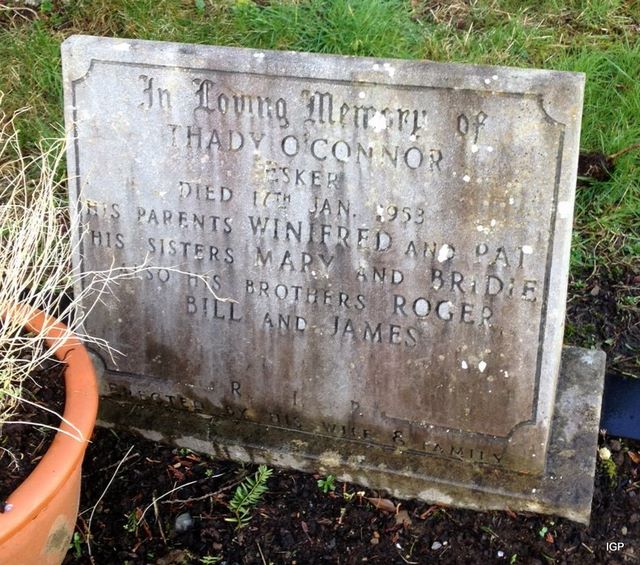 In Loving Memory of
THADY O'CONNOR
ESKER
DIED 17TH JAN. 1953
HIS PARENTS WINIFRED AND PAT
HIS SISTERS MARY AND BRIDIE
SO HIS BROTHERS ROGER
BILL AND JAMES
R. I. P.
ERECTED BY HIS WIFE & FAMILY
IGP